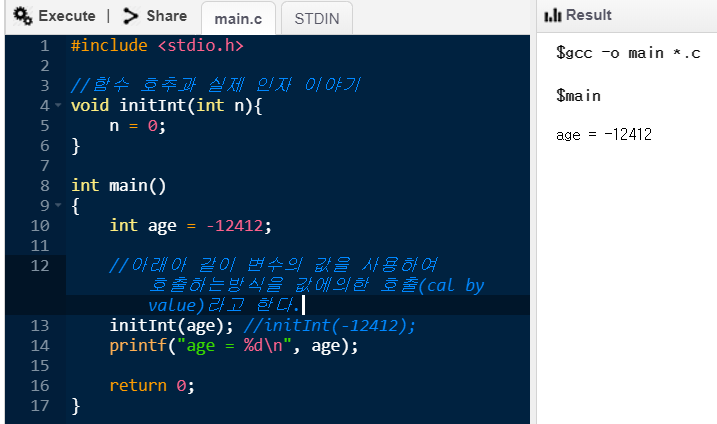 Execute | Share main.c STDIN
1 #include <stdio.h>
2
3 //함수 호추과 실제 인자 이야기
4 void initInt(int n){
5 n = 0;
6 }
7
8 int main()
9 {
10 int age = -12412;
11
12 //아래아 같이 변수의 값을 사용하여
호출하는방식을 값에의한 호출(cal by
value)라고 한다.
13 initInt(age); //initInt(-12412);
14 printf("age = %d\n", age);
15
16 return 0;
17 }
Result
$gcc -o main *.c
$main
age = -12412